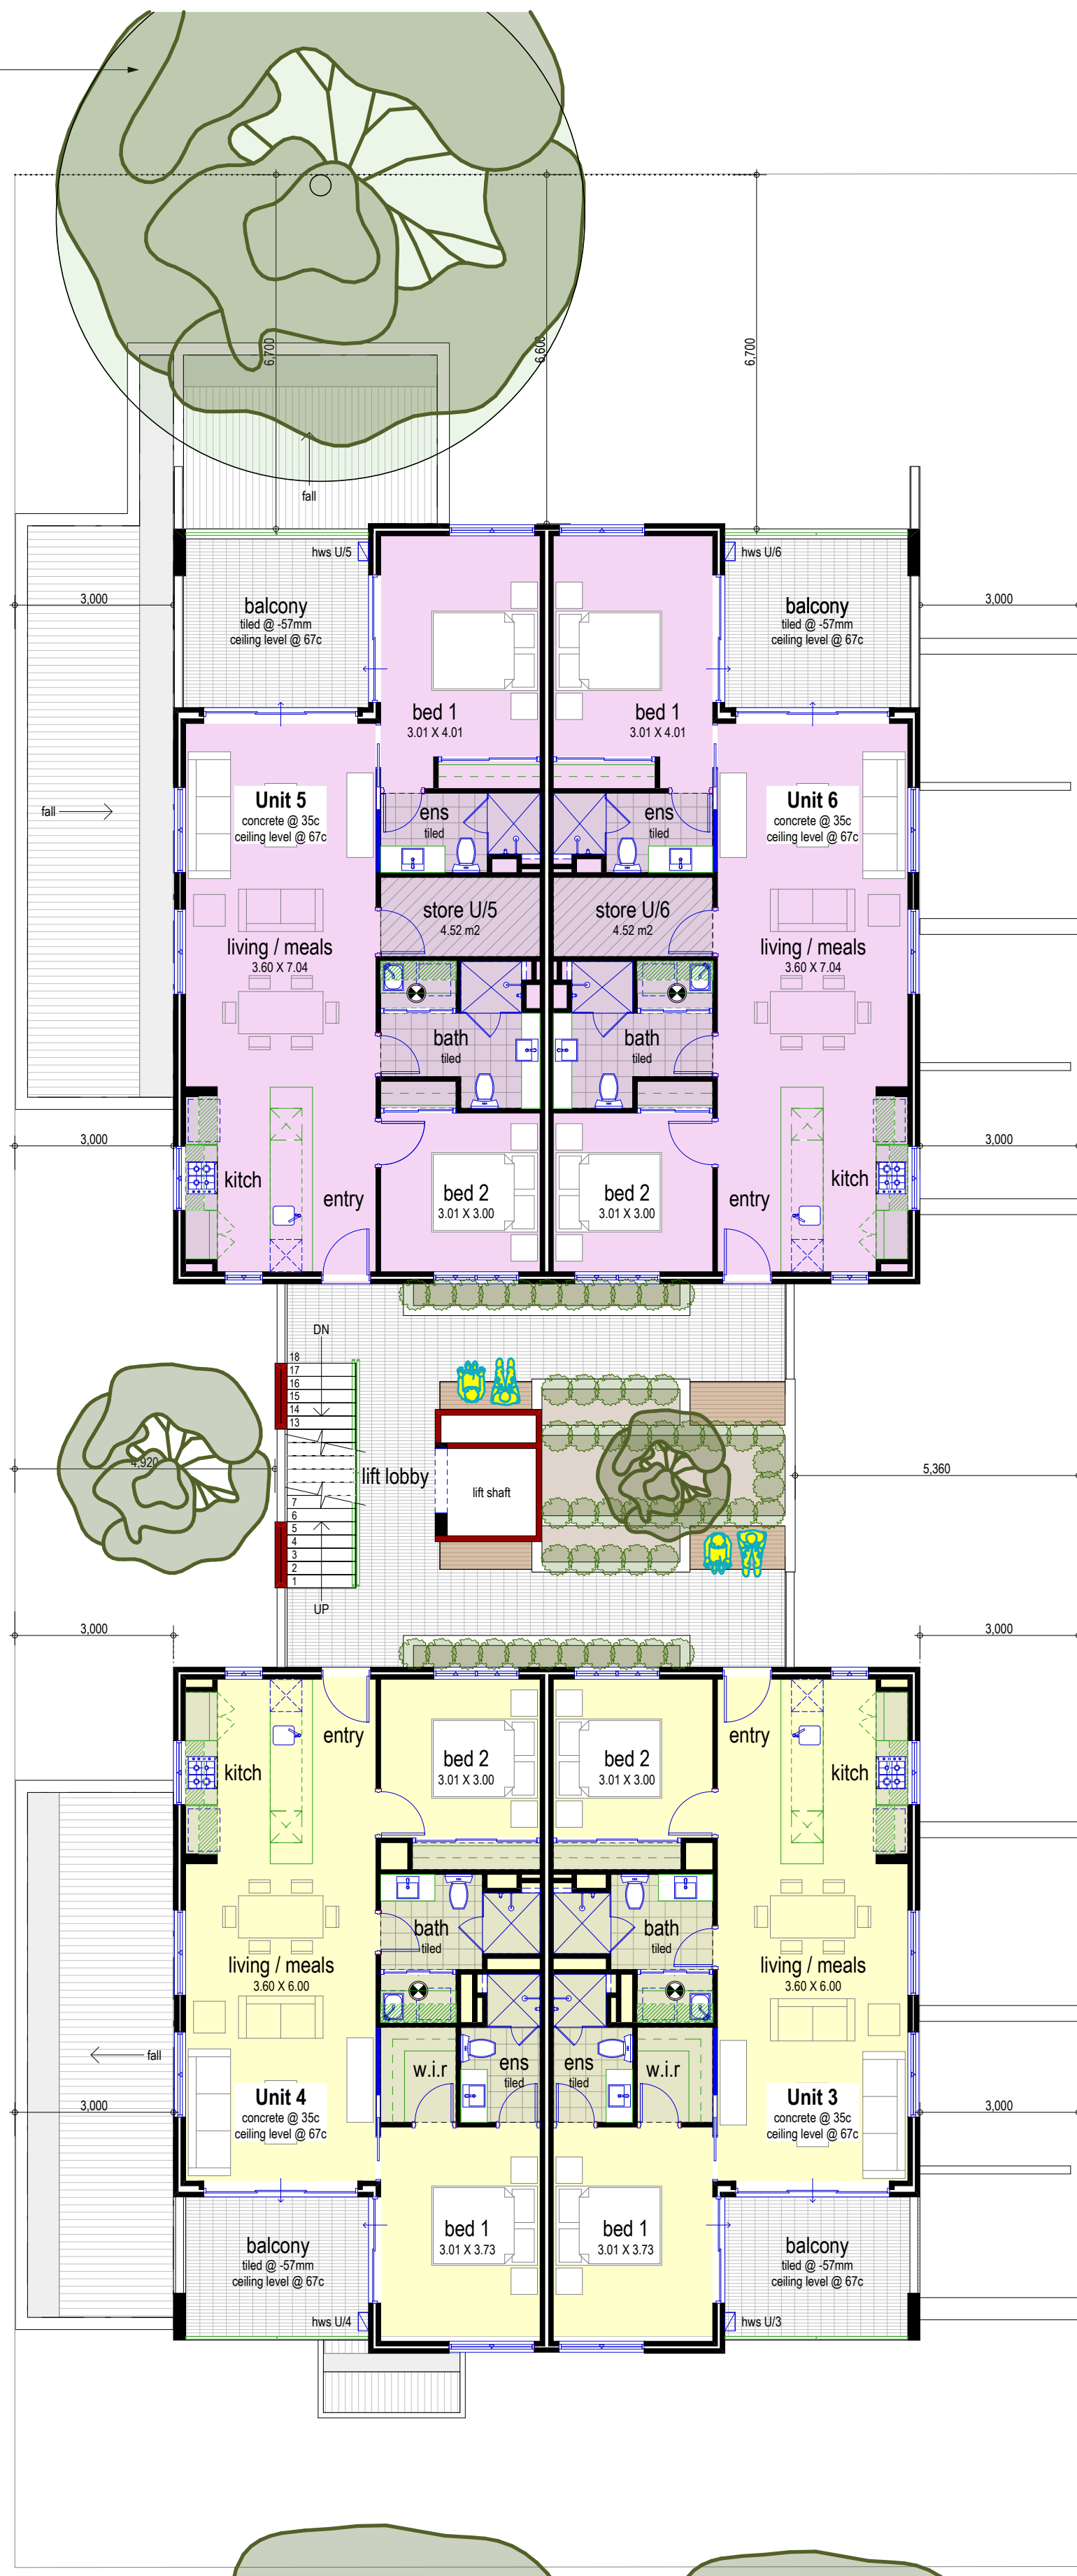 6,700
6,600
6,700
fall
hws U/5
hws U/6
3,000
balcony
tiled @ -57mm
ceiling level @ 67c
balcony
tiled @ -57mm
ceiling level @ 67c
3,000
bed 1
3.01 X 4.01
bed 1
3.01 X 4.01
fall
Unit 5
concrete @ 35c
ceiling level @ 67c
ens
tiled
ens
tiled
Unit 6
concrete @ 35c
ceiling level @ 67c
store U/5
4.52 m2
store U/6
4.52 m2
living / meals
3.60 X 7.04
living / meals
3.60 X 7.04
bath
tiled
bath
tiled
3,000
3,000
kitch
entry
bed 2
3.01 X 3.00
bed 2
3.01 X 3.00
entry
kitch
DN
18
17
16
15
14
13
4,920
lift lobby
lift shaft
5,360
7
6
5
4
3
2
1
UP
3,000
3,000
entry
bed 2
3.01 X 3.00
bed 2
3.01 X 3.00
entry
kitch
kitch
bath
tiled
bath
tiled
living / meals
3.60 X 6.00
living / meals
3.60 X 6.00
fall
w.i.r
ens
tiled
ens
tiled
w.i.r
3,000
Unit 4
concrete @ 35c
ceiling level @ 67c
Unit 3
concrete @ 35c
ceiling level @ 67c
3,000
bed 1
3.01 X 3.73
bed 1
3.01 X 3.73
balcony
tiled @ -57mm
ceiling level @ 67c
balcony
tiled @ -57mm
ceiling level @ 67c
hws U/4
hws U/3